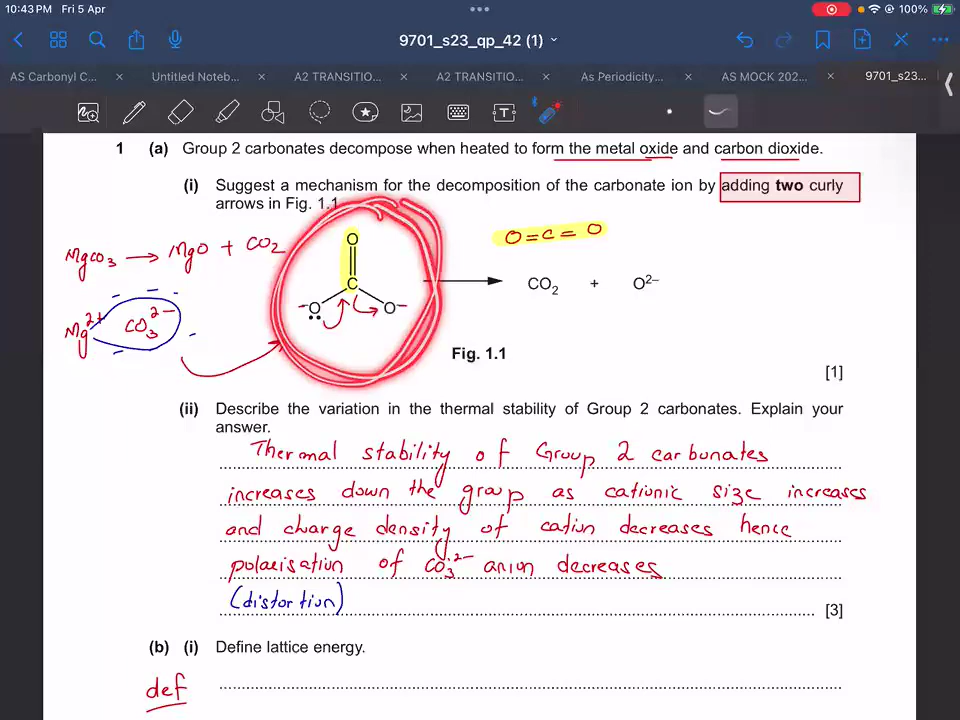 10:43 PM Fri 5 Apr
100%
9701_s23_qp_42 (1)
AS Carbonyl C...
Untitled Noteb...
A2 TRANSITIO...
A2 TRANSITIO...
As Periodicity...
AS MOCK 202...
9701_s23...
1 (a) Group 2 carbonates decompose when heated to form the metal oxide and carbon dioxide.
(i) Suggest a mechanism for the decomposition of the carbonate ion by adding two curly
arrows in Fig. 1.1
MgCO3 → MgO + CO2
O=C=O
O
C
–O O–
CO2 + O2–
Mg2+ CO3 2–
Fig. 1.1
[1]
(ii) Describe the variation in the thermal stability of Group 2 carbonates. Explain your
answer.
Thermal stability of Group 2 carbonates
increases down the group as cationic size increases
and charge density of cation decreases hence
polarisation of CO3 2– anion decreases
(distortion)
[3]
(b) (i) Define lattice energy.
def